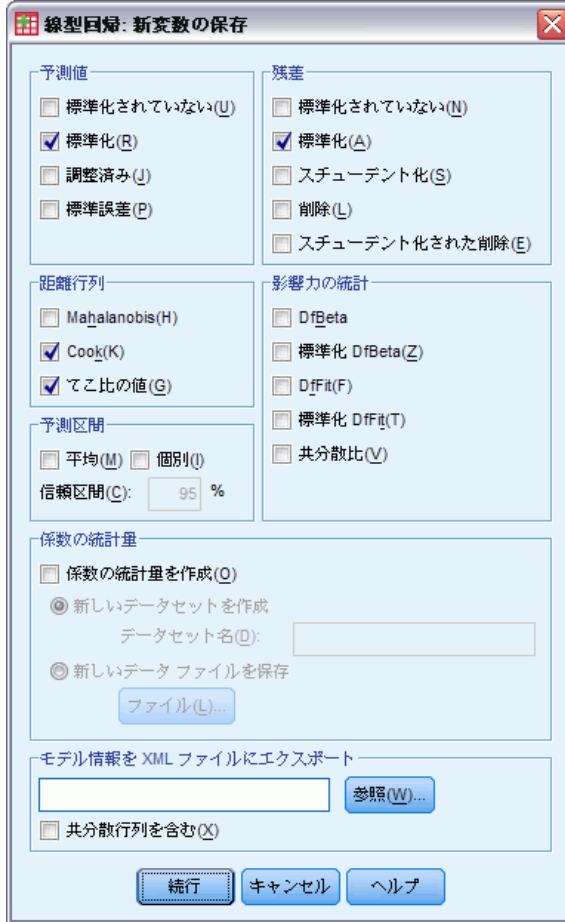 線型回帰: 新変数の保存
予測値
標準化されていない(U)
標準化(R)
調整済み(J)
標準誤差(P)
残差
標準化されていない(N)
標準化(A)
スチューデント化(S)
削除(L)
スチューデント化された削除(E)
距離行列
Mahalanobis(H)
Cook(K)
てこ比の値(G)
影響力の統計
DfBeta
標準化 DfBeta(Z)
DfFit(F)
標準化 DfFit(T)
共分散比(V)
予測区間
平均(M) 個別(I)
信頼区間(C): 95 %
係数の統計量
係数の統計量を作成(O)
新しいデータセットを作成
データセット名(D):
新しいデータ ファイルを保存
ファイル(L)...
モデル情報を XML ファイルにエクスポート
参照(W)...
共分散行列を含む(X)
続行 キャンセル ヘルプ